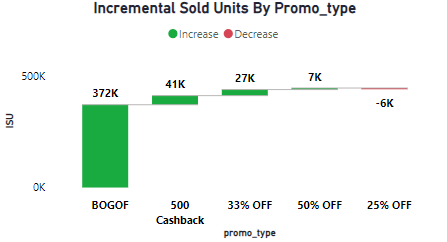 Incremental Sold Units By Promo_type
Increase Decrease
500K
372K
41K
27K
7K
-6K
ISU
0K
BOGOF
500
Cashback
33% OFF
50% OFF
25% OFF
promo_type